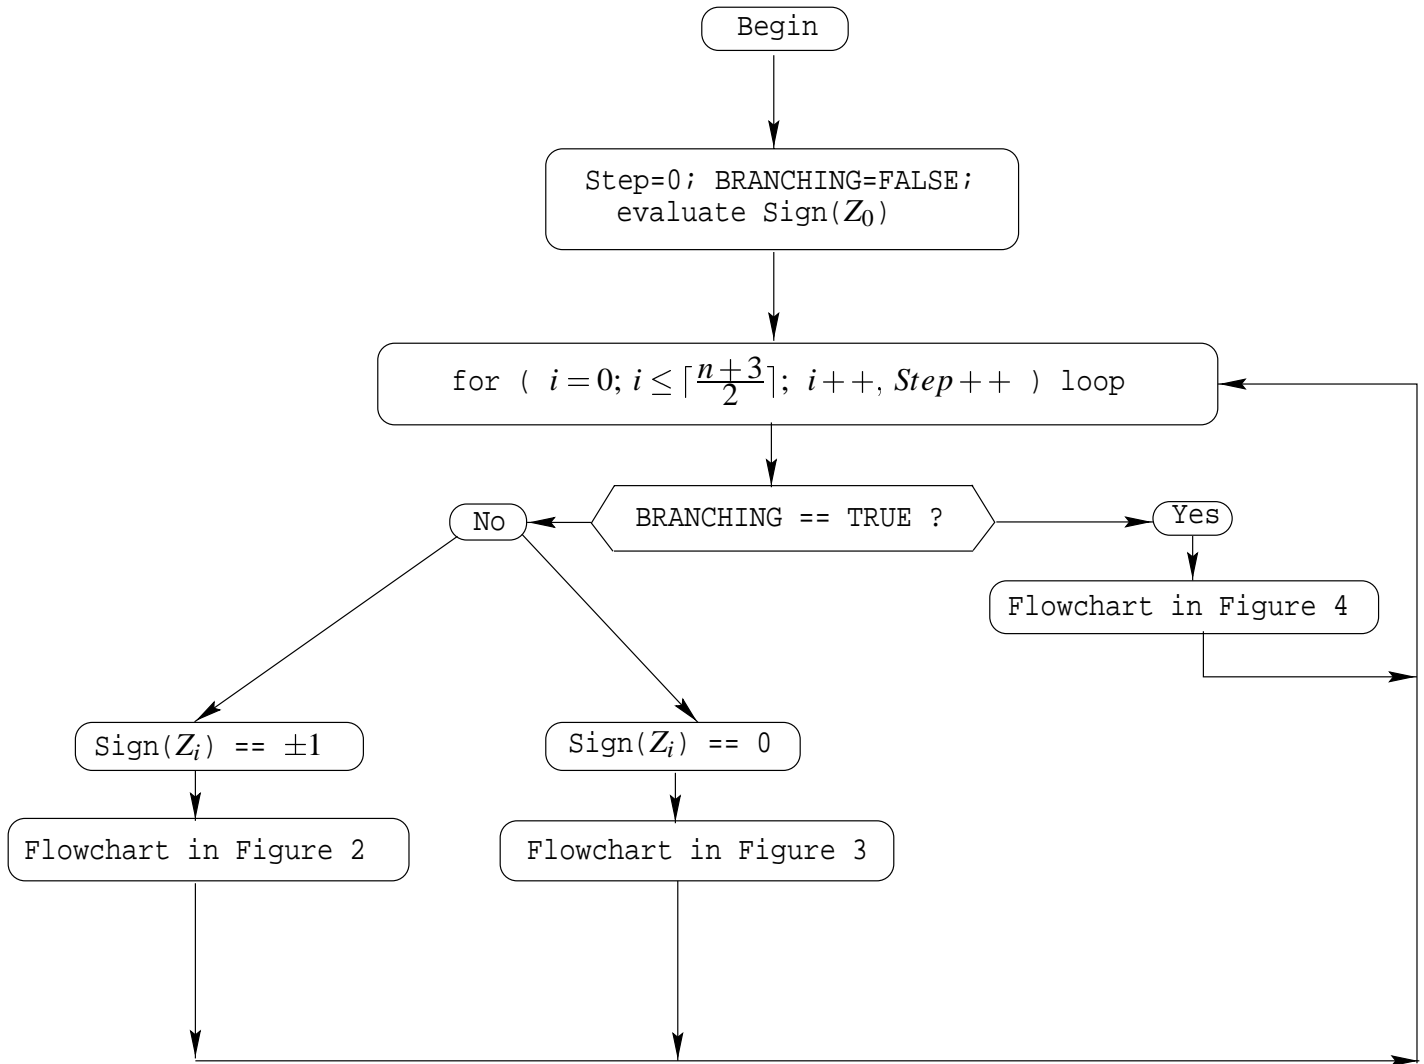 Begin
Step=0; BRANCHING=FALSE;
evaluate Sign(Z₀)
for ( i = 0; i ≤ ⌈(n + 3)/2⌉; i + +, Step + + ) loop
BRANCHING == TRUE ?
No
Yes
Flowchart in Figure 4
Sign(Zᵢ) == ±1
Sign(Zᵢ) == 0
Flowchart in Figure 2
Flowchart in Figure 3